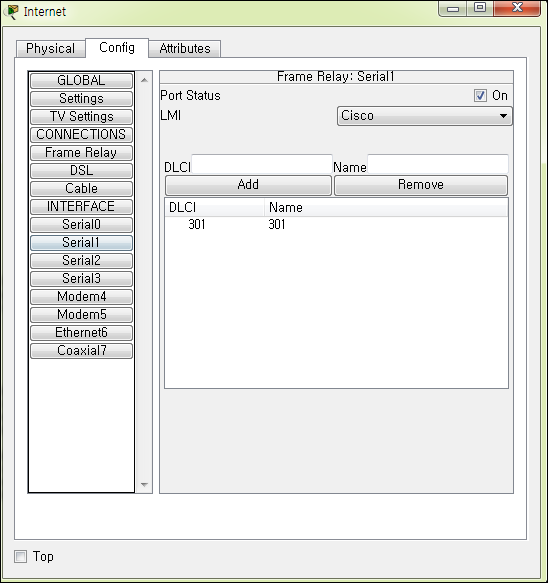 Internet
Physical Config Attributes
GLOBAL
Settings
TV Settings
CONNECTIONS
Frame Relay
DSL
Cable
INTERFACE
Serial0
Serial1
Serial2
Serial3
Modem4
Modem5
Ethernet6
Coaxial7
Frame Relay: Serial1
Port Status On
LMI Cisco
DLCI Name
Add Remove
DLCI Name
301 301
Top